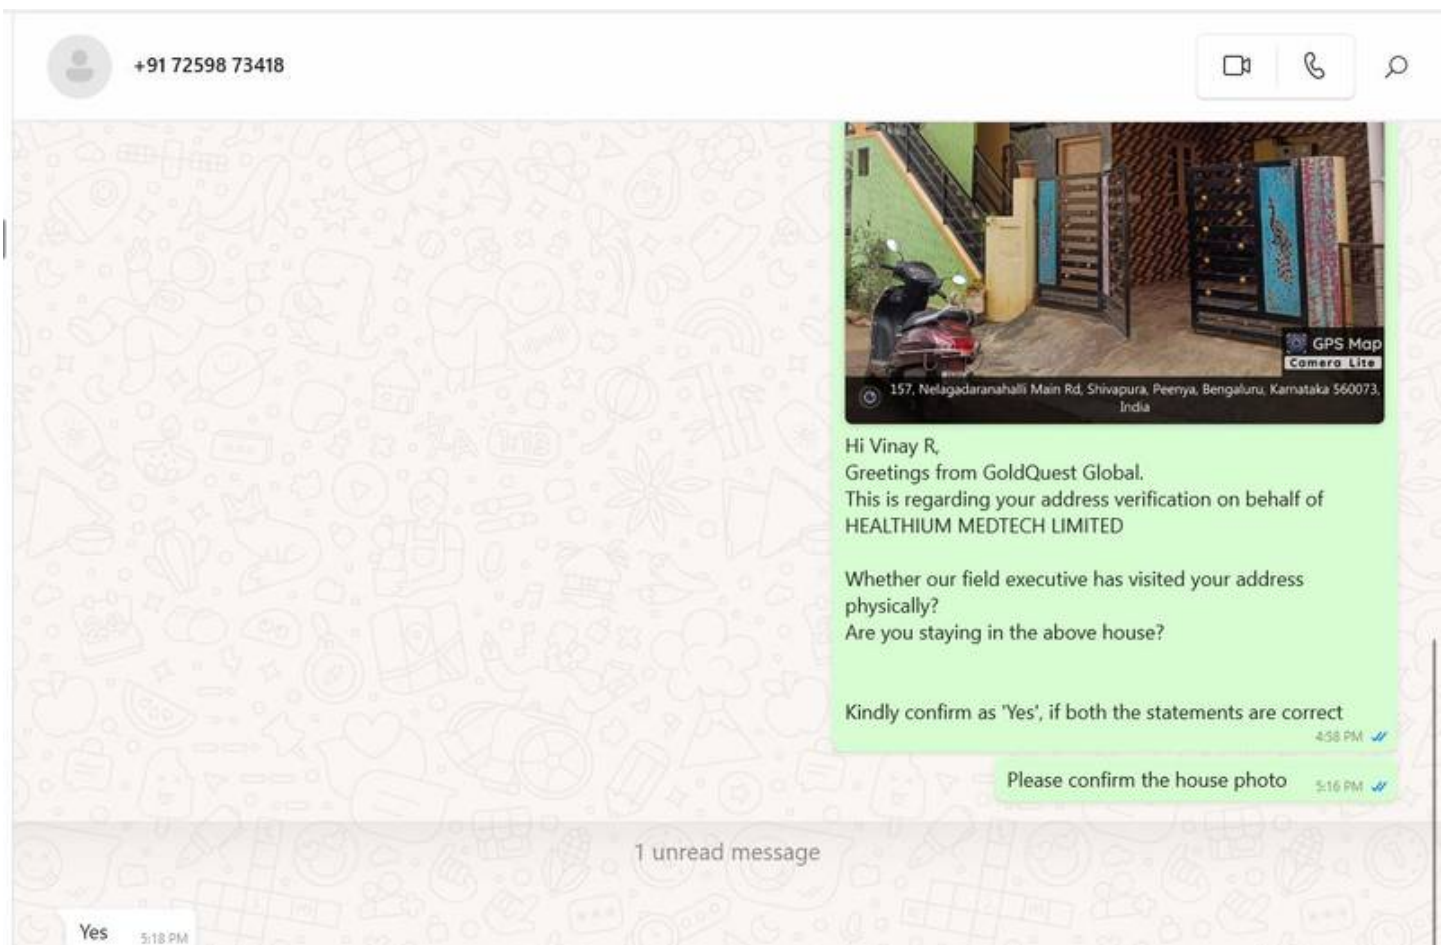 +91 72598 73418
GPS Map
Camera Lite
157, Nelagadaranahalli Main Rd, Shivapura, Peenya, Bengaluru, Karnataka 560073,
India
Hi Vinay R,
Greetings from GoldQuest Global.
This is regarding your address verification on behalf of
HEALTHIUM MEDTECH LIMITED
Whether our field executive has visited your address
physically?
Are you staying in the above house?
Kindly confirm as 'Yes', if both the statements are correct
4:58 PM
Please confirm the house photo 5:16 PM
1 unread message
Yes 5:18 PM